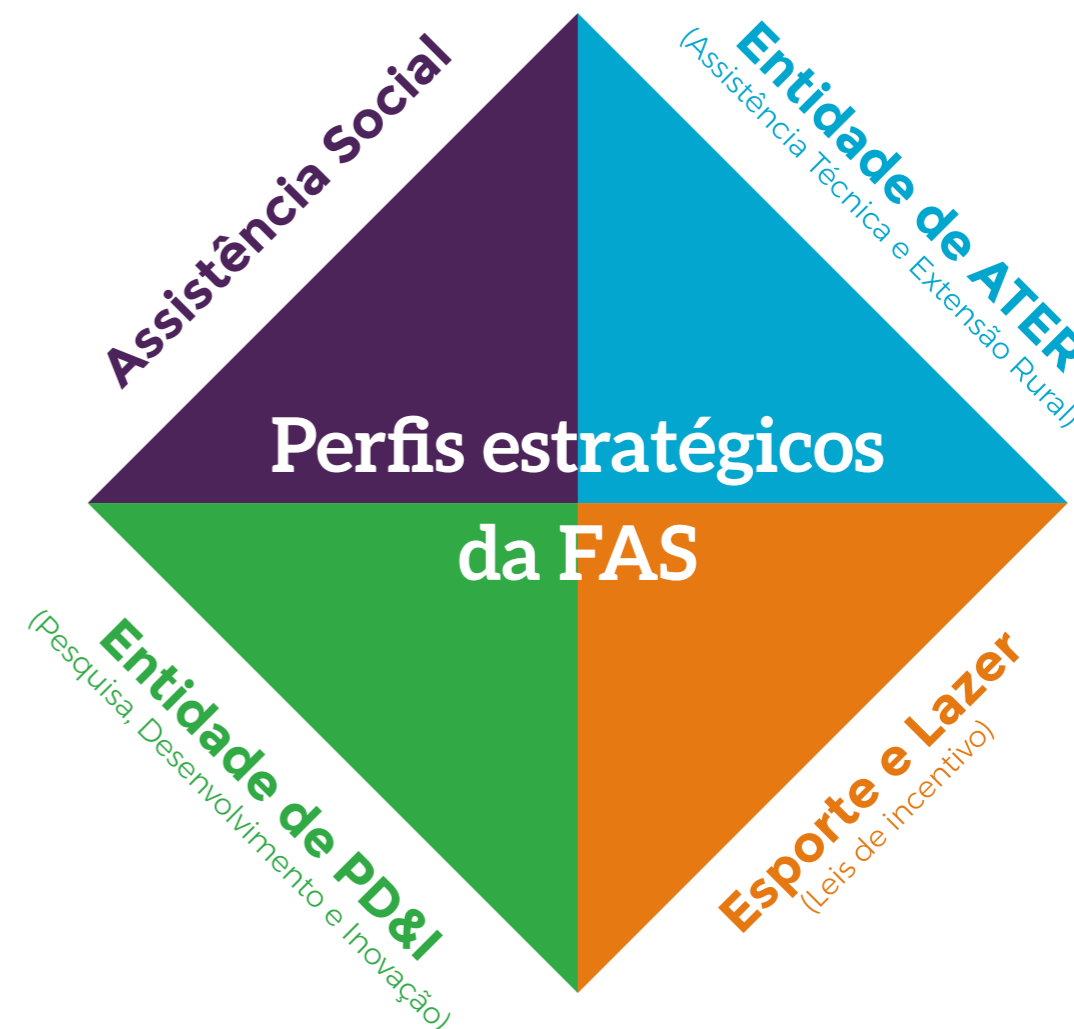 Assistência Social
Entidade de ATER
(Assistência Técnica e Extensão Rural)
Perfis estratégicos
da FAS
Entidade de PD&I
(Pesquisa, Desenvolvimento e Inovação)
Esporte e Lazer
(Leis de incentivo)